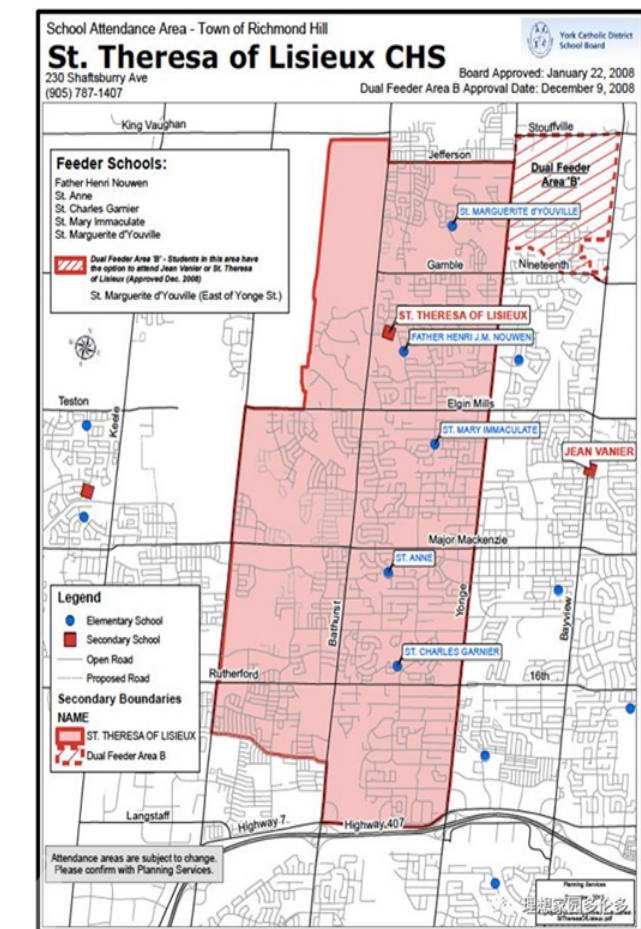 School Attendance Area - Town of Richmond Hill
York Catholic District
School Board
St. Theresa of Lisieux CHS
230 Shaftsburry Ave
(905) 787-1407
Board Approved: January 22, 2008
Dual Feeder Area B Approval Date: December 9, 2008
King Vaughan
Stouffville
Jefferson
Feeder Schools:
Father Henri Nouwen
St. Anne
St. Charles Garnier
St. Mary Immaculate
St. Marguerite d'Youville
Dual Feeder Area 'B' - Students in this area have
the option to attend Jean Vanier or St. Theresa
of Lisieux (Approved Dec. 2008)
St. Marguerite d'Youville (East of Yonge St.)
Dual Feeder
Area 'B'
ST. MARGUERITE d'YOUVILLE
Gamble
Nineteenth
ST. THERESA OF LISIEUX
FATHER HENRI J.M. NOUWEN
Teston
Keele
Elgin Mills
ST. MARY IMMACULATE
JEAN VANIER
Major Mackenzie
ST. ANNE
Bathurst
Yonge
Bayview
ST. CHARLES GARNIER
Rutherford
16th
Legend
Elementary School
Secondary School
Open Road
Proposed Road
Secondary Boundaries
NAME
ST. THERESA OF LISIEUX
Dual Feeder Area B
Langstaff
Highway 7
Highway 407
Attendance areas are subject to change.
Please confirm with Planning Services.
Planning Services
理想家园多伦多